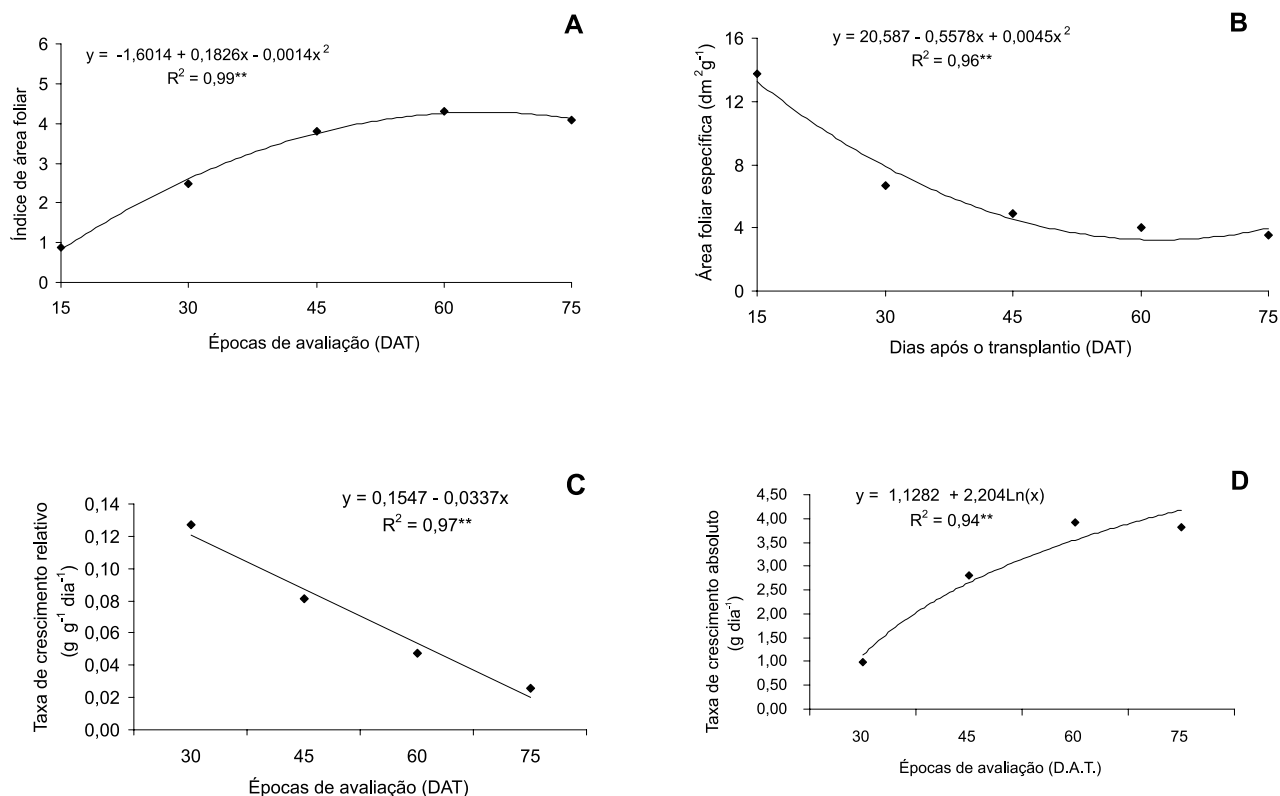 A
y = -1,6014 + 0,1826x - 0,0014x²
R² = 0,99**
Índice de área foliar
6
5
4
3
2
1
0
15 30 45 60 75
Épocas de avaliação (DAT)
B
y = 20,587 - 0,5578x + 0,0045x²
R² = 0,96**
Área foliar específica (dm²g⁻¹)
16
12
8
4
0
15 30 45 60 75
Dias após o transplantio (DAT)
C
y = 0,1547 - 0,0337x
R² = 0,97**
Taxa de crescimento relativo
(g g⁻¹ dia⁻¹)
0,14
0,12
0,10
0,08
0,06
0,04
0,02
0,00
30 45 60 75
Épocas de avaliação (DAT)
D
y = 1,1282 + 2,204Ln(x)
R² = 0,94**
Taxa de crescimento absoluto
(g dia⁻¹)
4,50
4,00
3,50
3,00
2,50
2,00
1,50
1,00
0,50
0,00
30 45 60 75
Épocas de avaliação (D.A.T.)